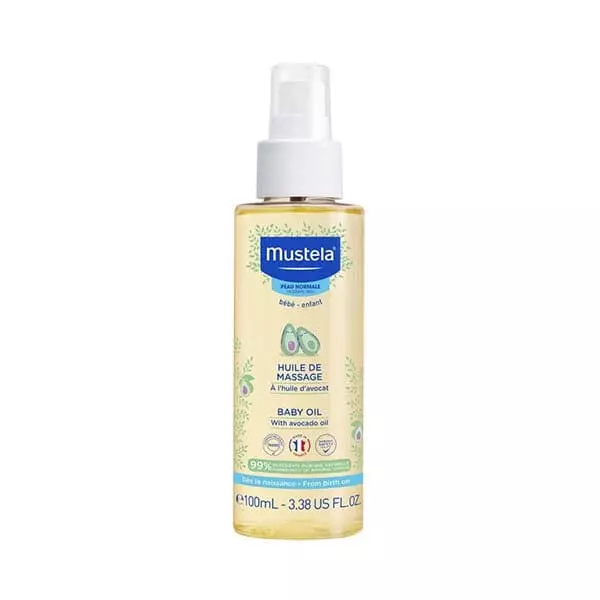 mustela
PEAU NORMALE
bébé - enfant
HUILE DE
MASSAGE
À l'huile d'avocat
BABY OIL
With avocado oil
99%
Dès la naissance • From birth on
e100mL - 3.38 US FL.OZ.